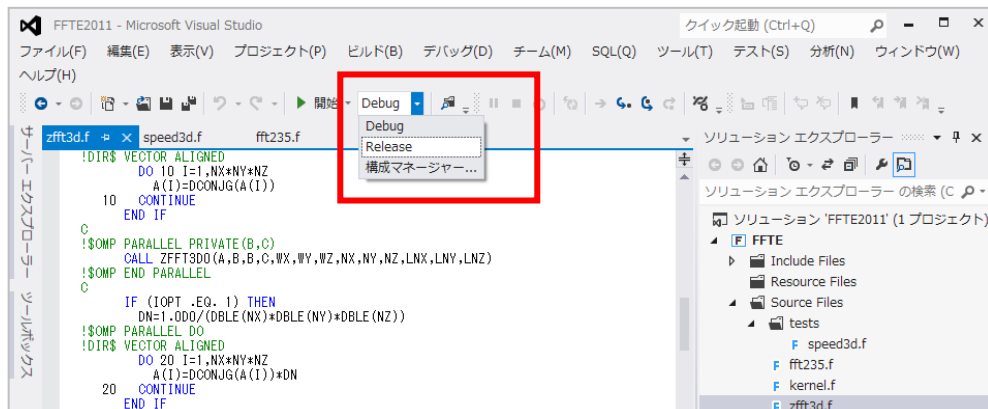 FFTE2011 - Microsoft Visual Studio
クイック起動 (Ctrl+Q)
ファイル(F) 編集(E) 表示(V) プロジェクト(P) ビルド(B) デバッグ(D) チーム(M) SQL(Q) ツール(T) テスト(S) 分析(N) ウィンドウ(W)
ヘルプ(H)
開始 Debug
Debug
Release
構成マネージャー...
サーバー エクスプローラー
ツールボックス
zfft3d.f speed3d.f fft235.f
!DIR$ VECTOR ALIGNED
DO 10 I=1,NX*NY*NZ
A(I)=DCONJG(A(I))
10 CONTINUE
END IF
C
!$OMP PARALLEL PRIVATE(B,C)
CALL ZFFT3D0(A,B,B,C,WX,WY,WZ,NX,NY,NZ,LNX,LNY,LNZ)
!$OMP END PARALLEL
C
IF (IOPT .EQ. 1) THEN
DN=1.0D0/(DBLE(NX)*DBLE(NY)*DBLE(NZ))
!$OMP PARALLEL DO
!DIR$ VECTOR ALIGNED
DO 20 I=1,NX*NY*NZ
A(I)=DCONJG(A(I))*DN
20 CONTINUE
END IF
ソリューション エクスプローラー
ソリューション エクスプローラー の検索 (C
ソリューション 'FFTE2011' (1 プロジェクト)
FFTE
Include Files
Resource Files
Source Files
tests
speed3d.f
fft235.f
kernel.f
zfft3d.f